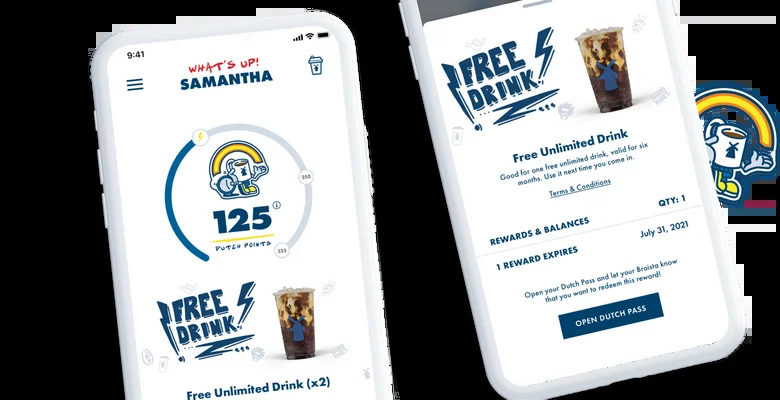 9:41
WHAT'S UP!
SAMANTHA
250
125
DUTCH POINTS
325
FREE
DRINK
Free Unlimited Drink (x2)
FREE
DRINK
Free Unlimited Drink
Good for one free unlimited drink, valid for six
months. Use it next time you come in.
Terms & Conditions
REWARDS & BALANCES
QTY: 1
1 REWARD EXPIRES
July 31, 2021
Open your Dutch Pass and let your Broista know
that you want to redeem this reward!
OPEN DUTCH PASS